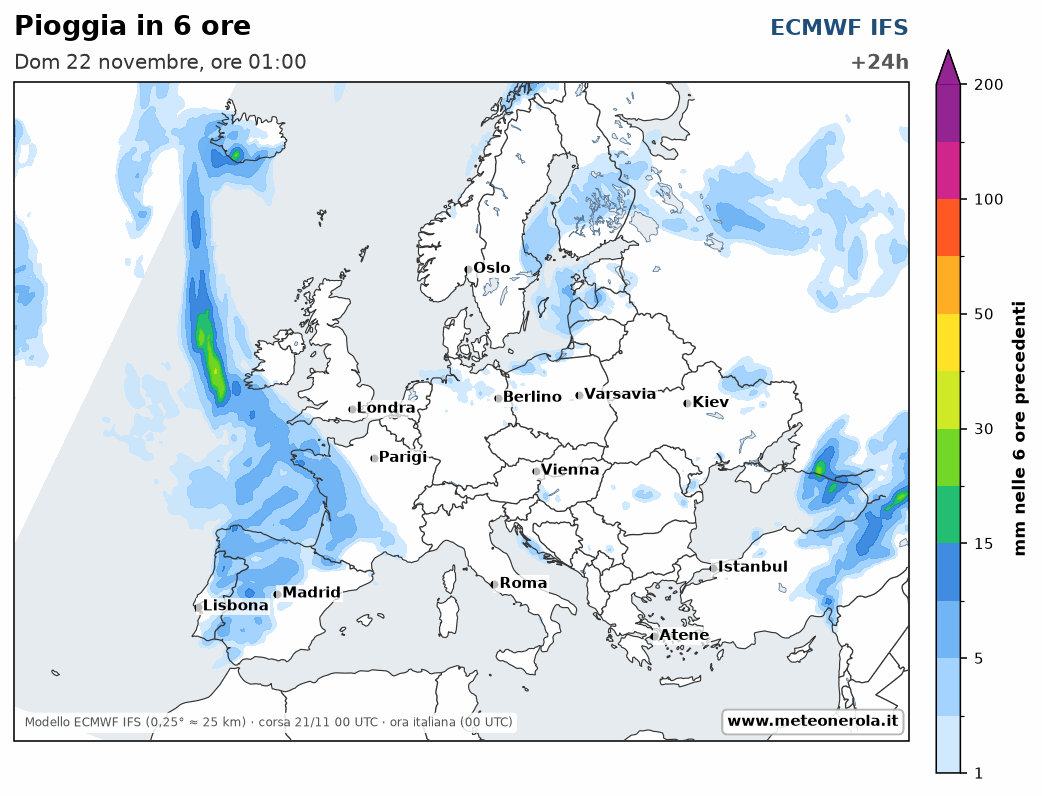 Pioggia in 6 ore
ECMWF IFS
Dom 22 novembre, ore 01:00
+24h
200
100
50
30
15
5
1
mm nelle 6 ore precedenti
Oslo
Londra
Berlino
Varsavia
Kiev
Parigi
Vienna
Istanbul
Roma
Madrid
Lisbona
Atene
Modello ECMWF IFS (0,25° ≈ 25 km) · corsa 21/11 00 UTC · ora italiana (00 UTC)
www.meteonerola.it